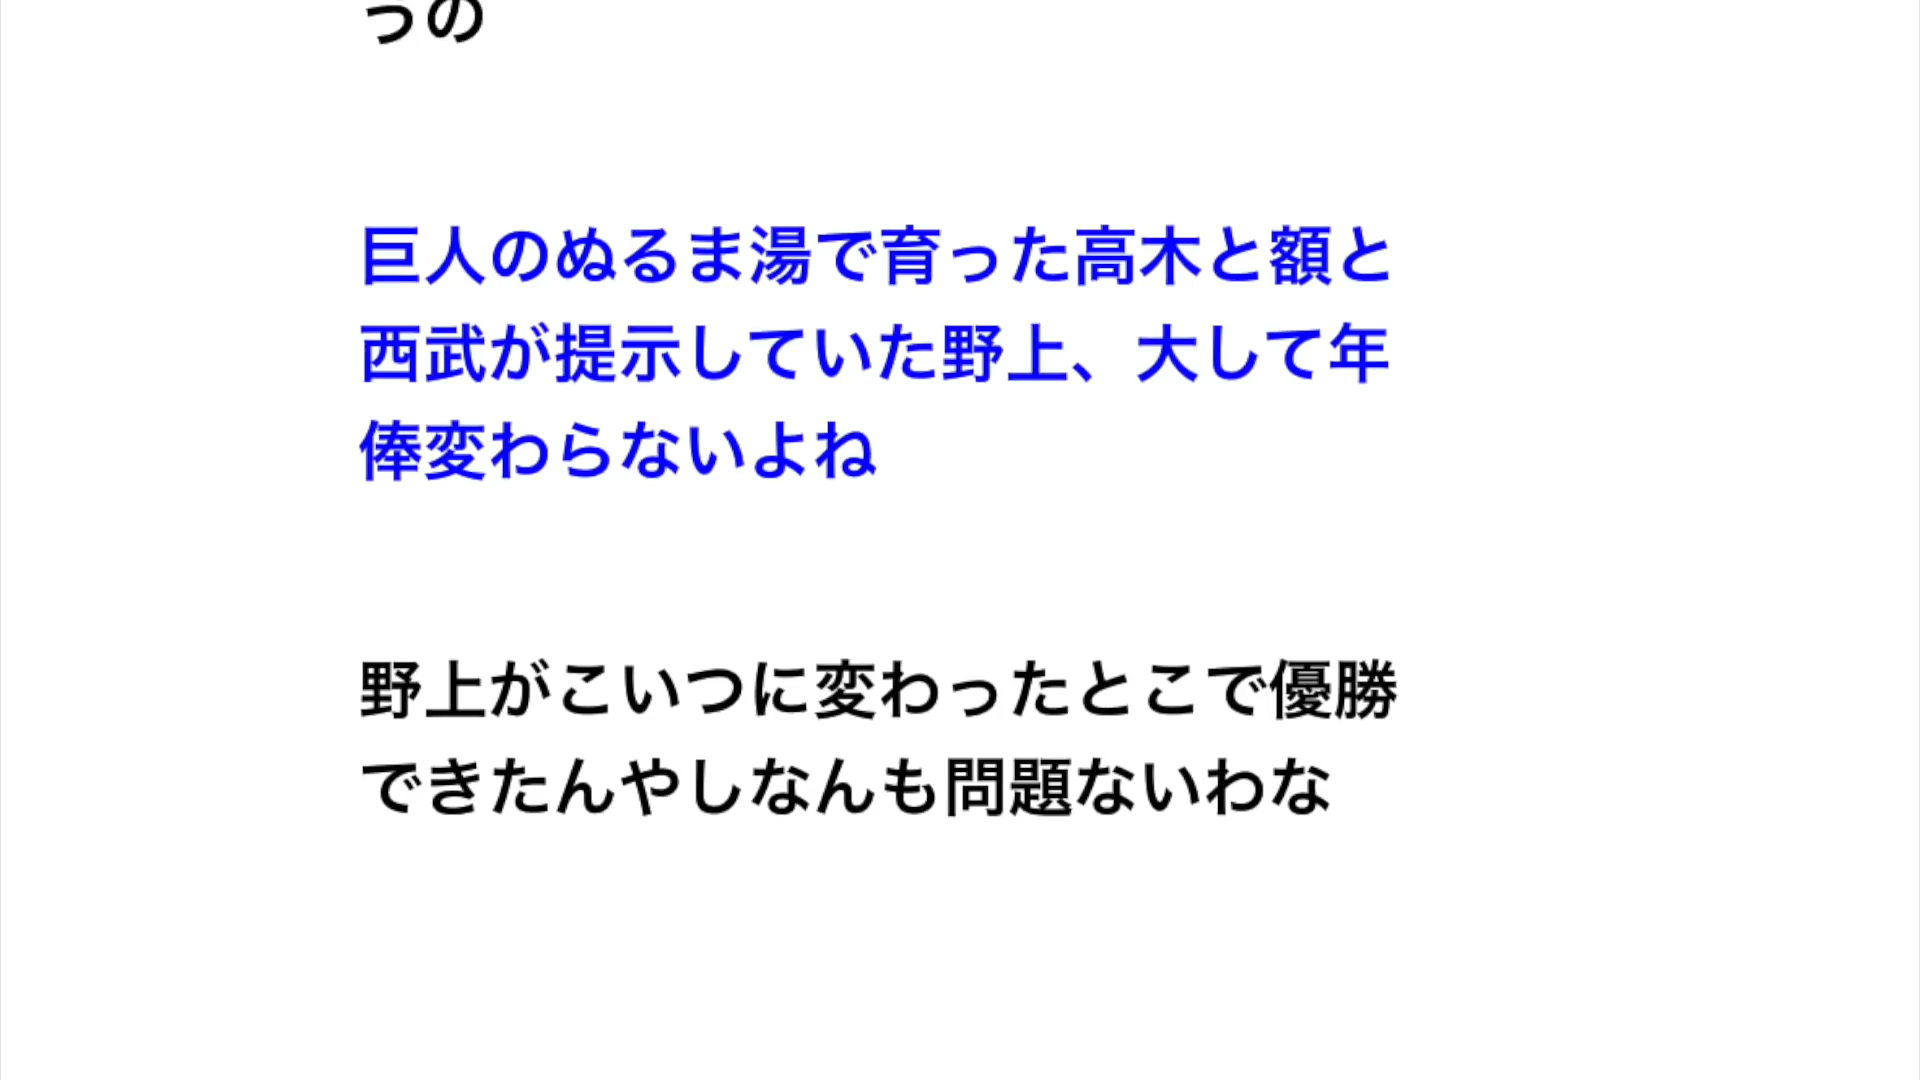 うの
巨人のぬるま湯で育った高木と額と
西武が提示していた野上、大して年
俸変わらないよね
野上がこいつに変わったとこで優勝
できたんやしなんも問題ないわな